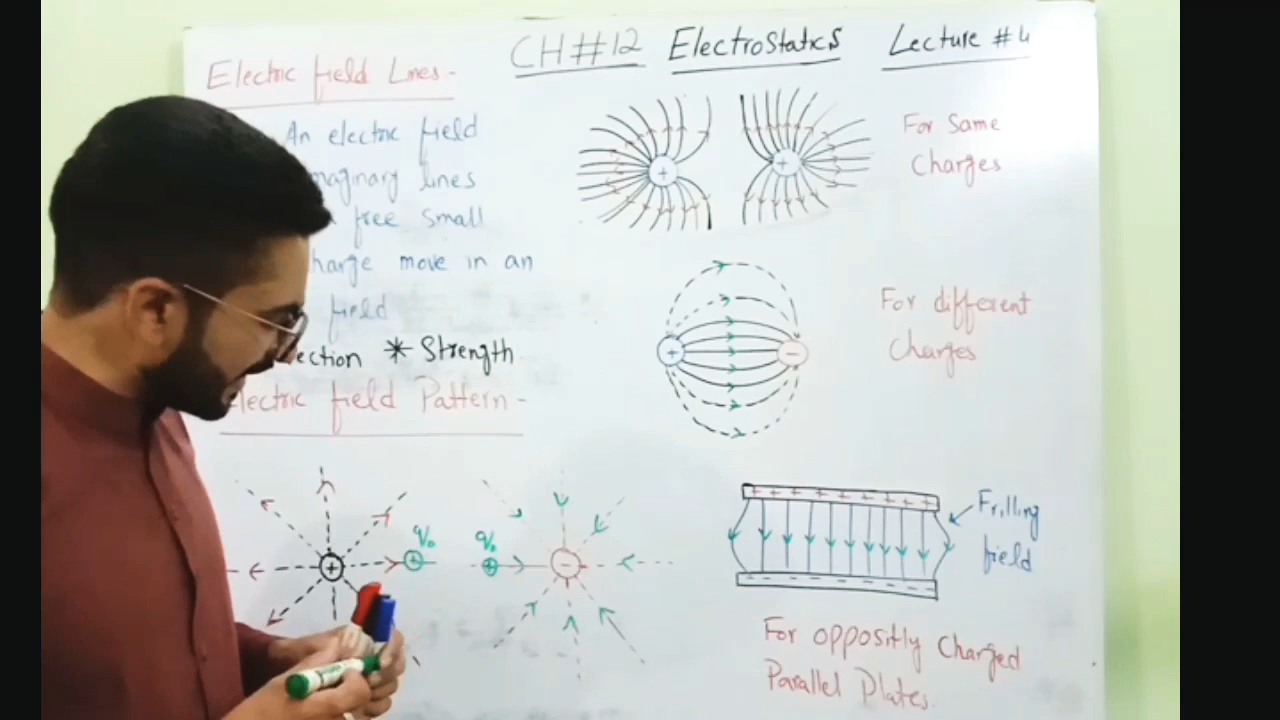 CH#12 Electrostatics Lecture #4
Electric field Lines-
An electric field
imaginary lines
free small
charge move in an
field
Direction * Strength
Electric field Pattern-
For Same
Charges
For different
Charges
q₀
q₀
Frilling
field
For oppositly Charged
Parallel Plates.